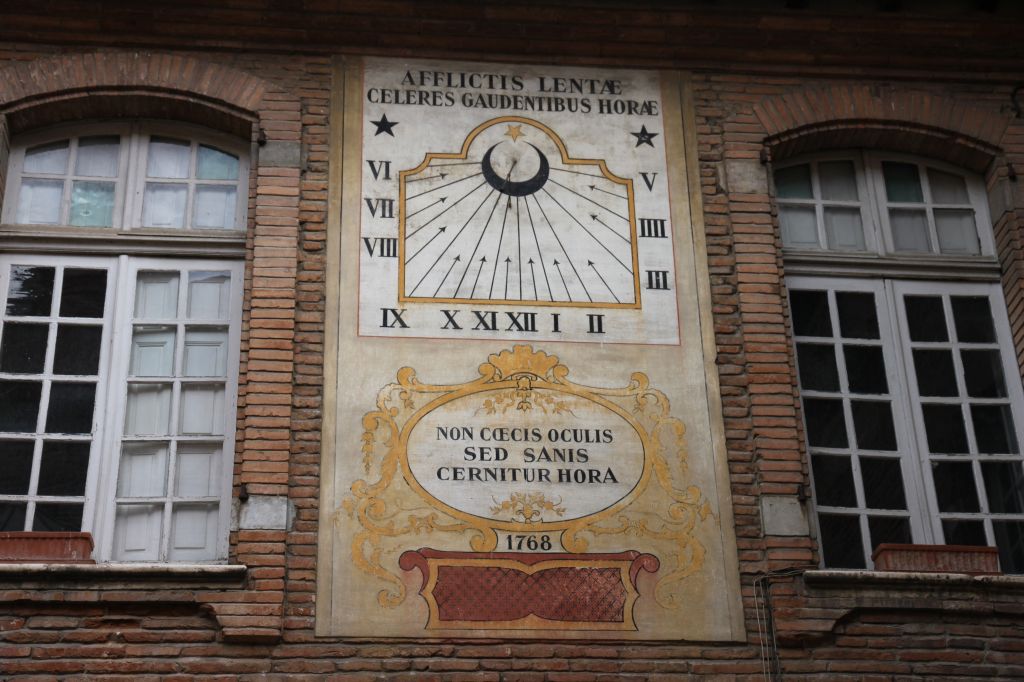 AFFLICTIS LENTÆ
CELERES GAUDENTIBUS HORÆ
VI
VII
VIII
IX X XI XII I II
III
IIII
V
NON CŒCIS OCULIS
SED SANIS
CERNITUR HORA
1768